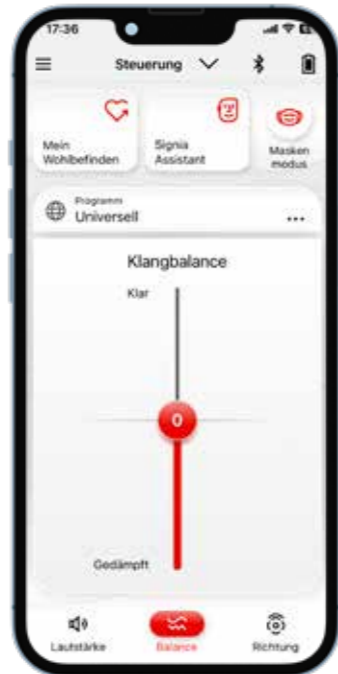 17:36
Steuerung
Mein
Wohlbefinden
Signia
Assistant
Masken
modus
Programm
Universell
...
Klangbalance
Klar
0
Gedämpft
Lautstärke
Balance
Richtung